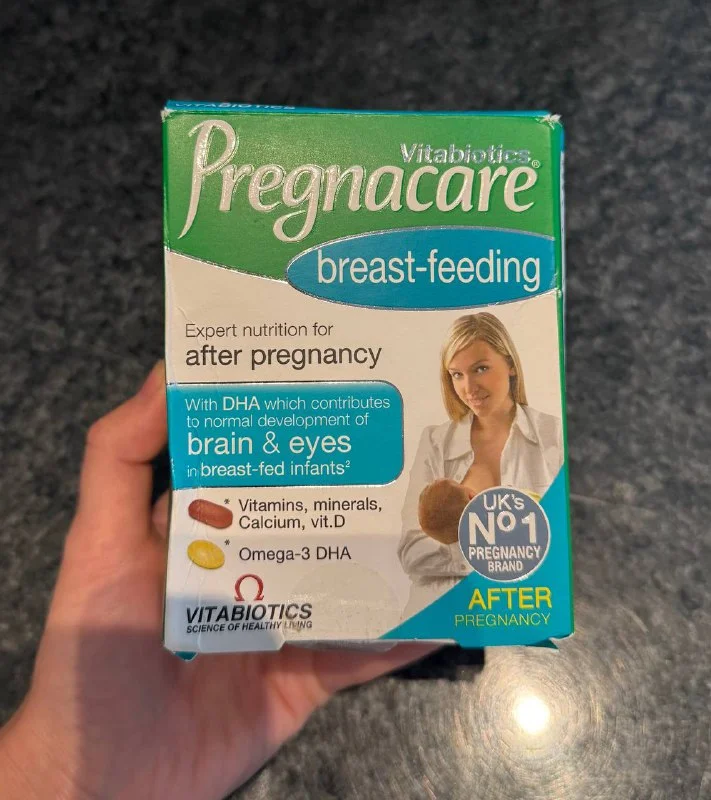 VITABIOTICS
Vitabiotics
Pregnacare®
breast-feeding
Expert nutrition for
after pregnancy
With DHA which contributes
to normal development of
brain & eyes
in breast-fed infants²
* Vitamins, minerals,
Calcium, vit.D
* Omega-3 DHA
UK's
Nº1
PREGNANCY
BRAND
AFTER
PREGNANCY
VITABIOTICS
SCIENCE OF HEALTHY LIVING